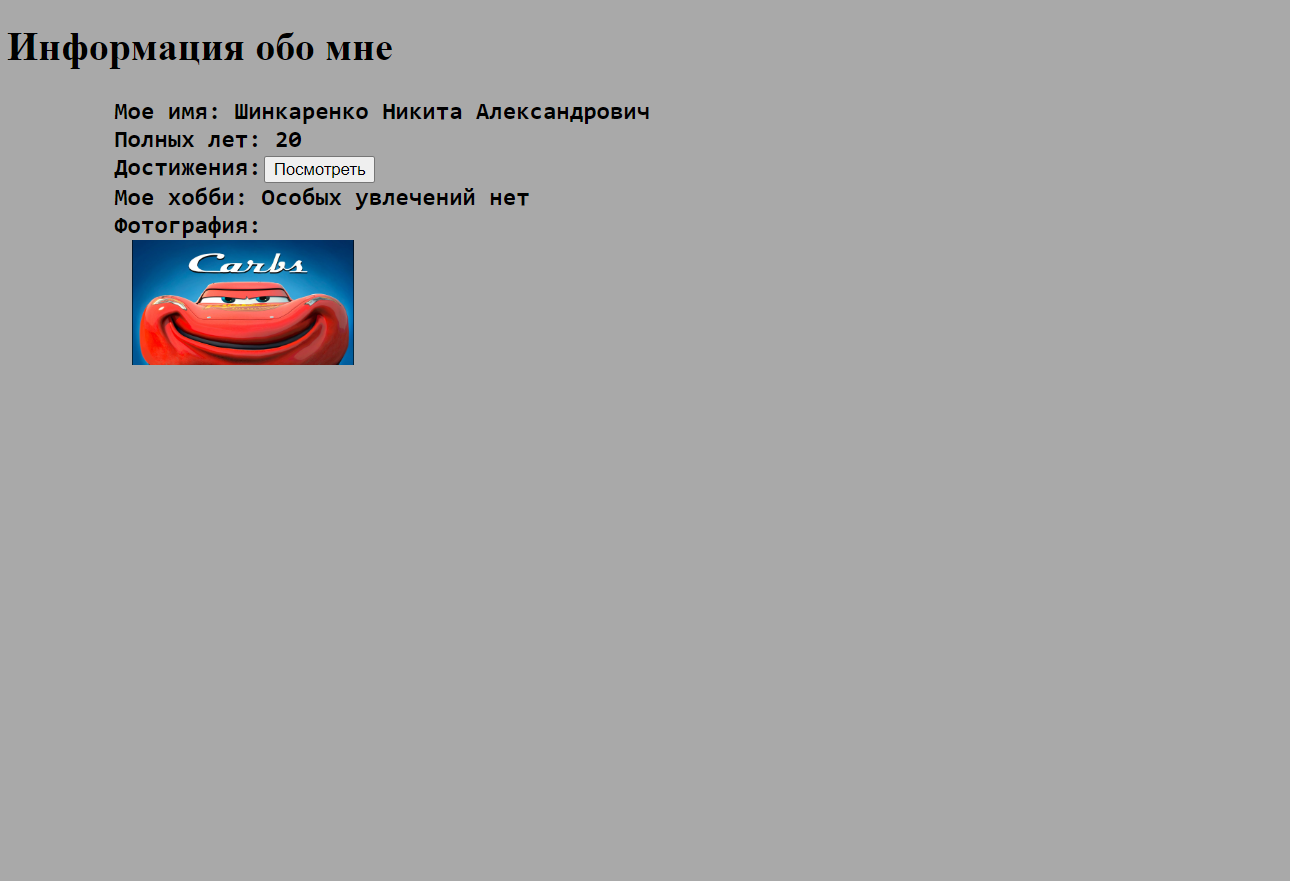 Информация обо мне
Мое имя: Шинкаренко Никита Александрович
Полных лет: 20
Достижения: Посмотреть
Мое хобби: Особых увлечений нет
Фотография:
Carbs